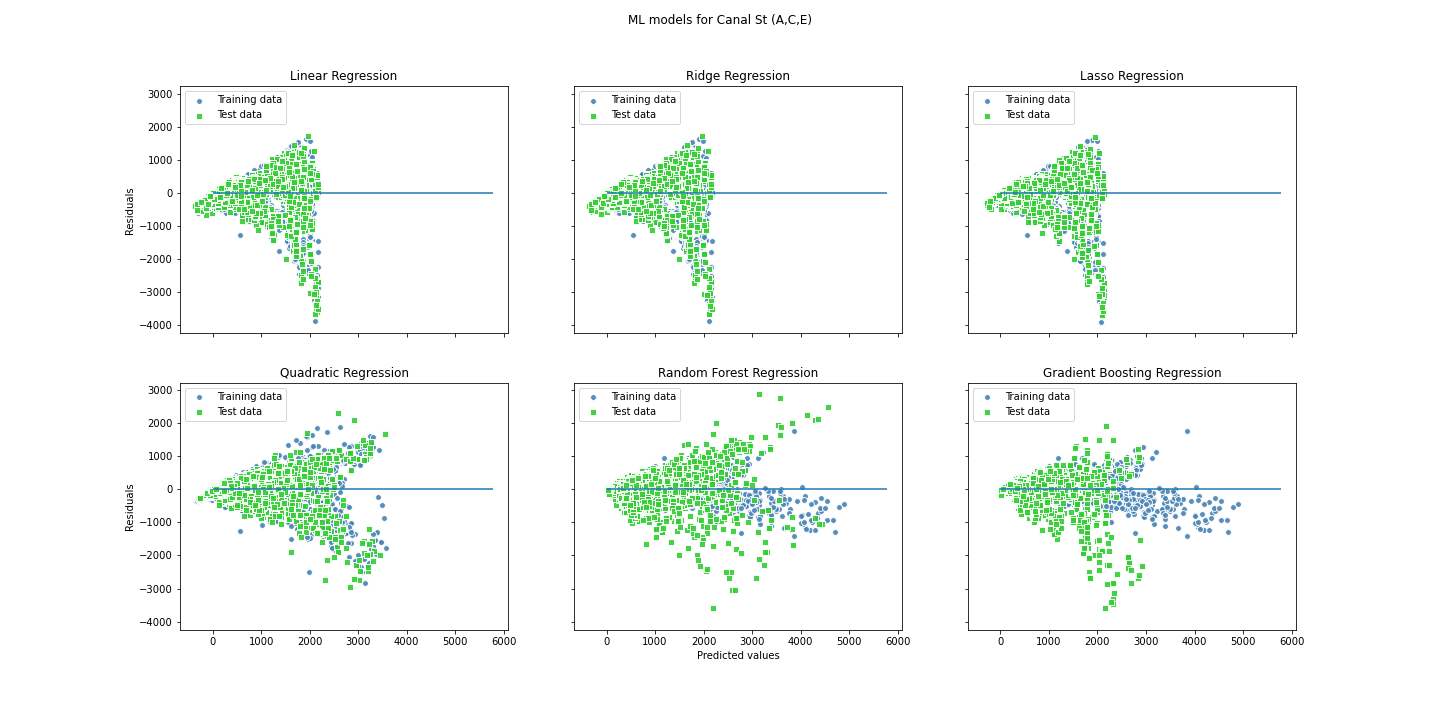 ML models for Canal St (A,C,E)
Linear Regression
Training data
Test data
3000
2000
1000
0
−1000
−2000
−3000
−4000
Residuals
Ridge Regression
Training data
Test data
Lasso Regression
Training data
Test data
Quadratic Regression
Training data
Test data
3000
2000
1000
0
−1000
−2000
−3000
−4000
Residuals
0 1000 2000 3000 4000 5000 6000
Random Forest Regression
Training data
Test data
0 1000 2000 3000 4000 5000 6000
Predicted values
Gradient Boosting Regression
Training data
Test data
0 1000 2000 3000 4000 5000 6000